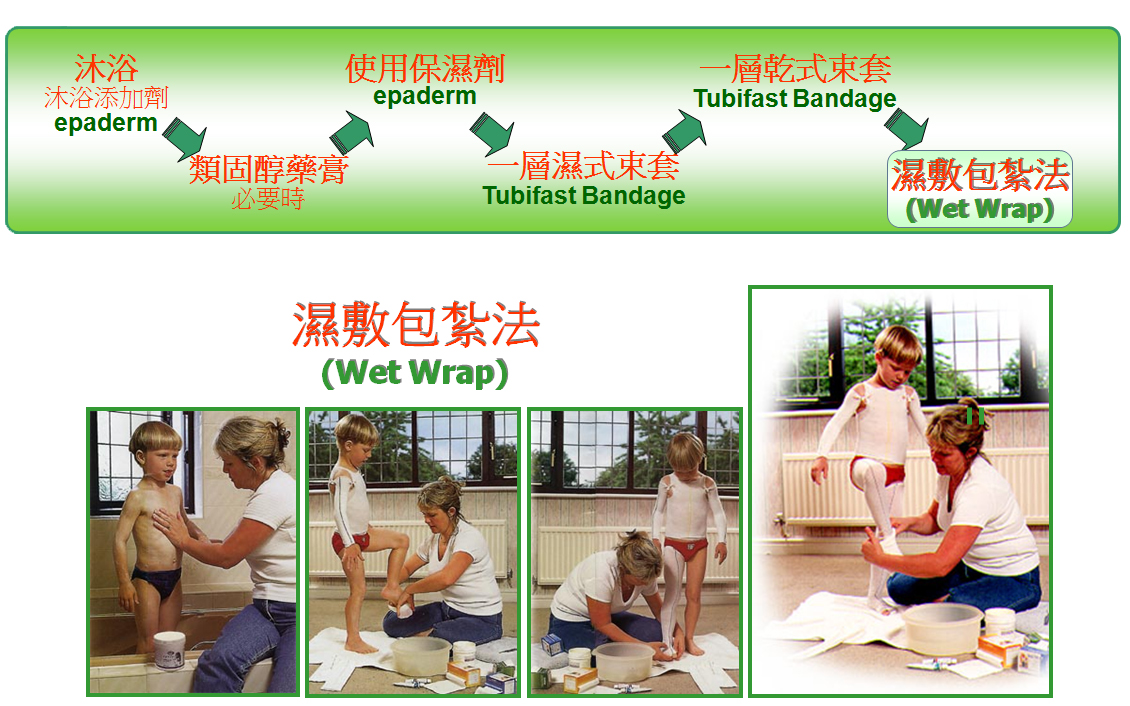 沐浴
沐浴添加劑
epaderm
類固醇藥膏
必要時
使用保濕劑
epaderm
一層濕式束套
Tubifast Bandage
一層乾式束套
Tubifast Bandage
濕敷包紮法
(Wet Wrap)
濕敷包紮法
(Wet Wrap)